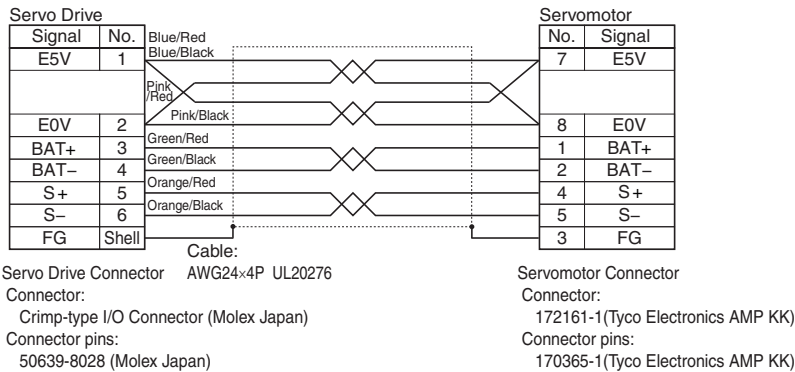 Servo Drive
Servomotor
Signal No.
No. Signal
Blue/Red
Blue/Black
E5V 1
7 E5V
Pink
/Red
Pink/Black
E0V 2
8 E0V
Green/Red
BAT+ 3
1 BAT+
Green/Black
BAT− 4
2 BAT−
Orange/Red
S+ 5
4 S+
Orange/Black
S− 6
5 S−
FG Shell
3 FG
Cable:
AWG24×4P UL20276
Servo Drive Connector
Connector:
Crimp-type I/O Connector (Molex Japan)
Connector pins:
50639-8028 (Molex Japan)
Servomotor Connector
Connector:
172161-1(Tyco Electronics AMP KK)
Connector pins:
170365-1(Tyco Electronics AMP KK)